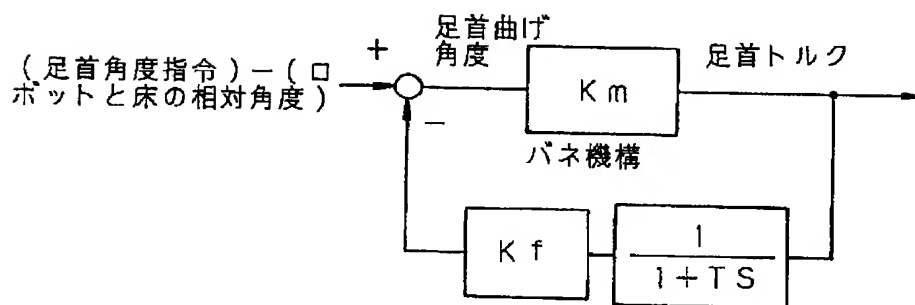 (足首角度指令)−(ロ
ボットと床の相対角度)
+
−
足首曲げ
角度
Km
バネ機構
足首トルク
Kf
1
1+TS